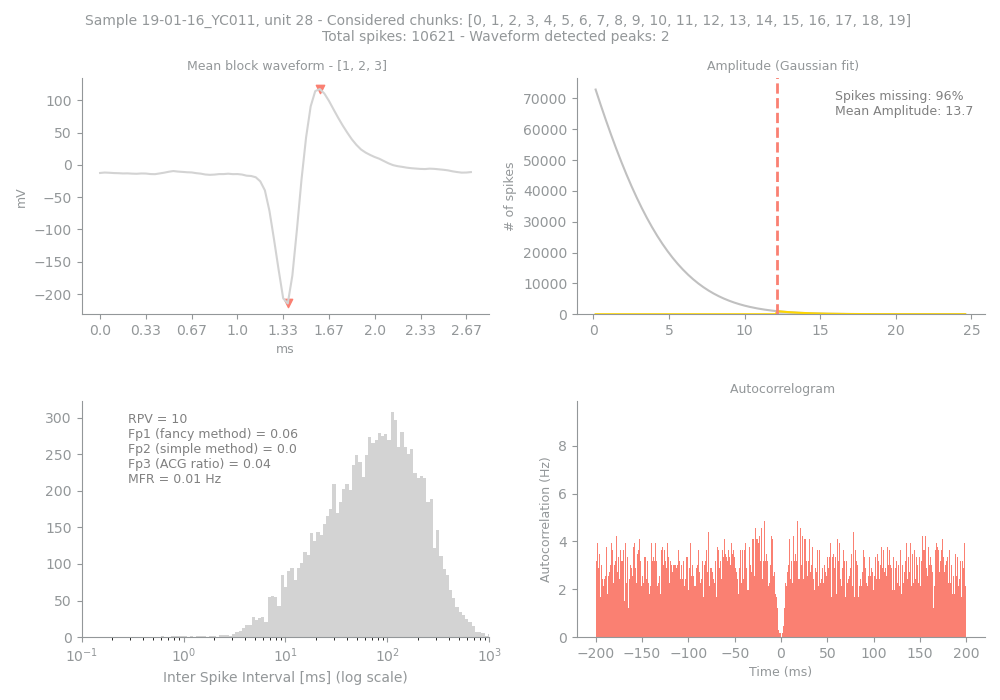 Sample 19-01-16_YC011, unit 28 - Considered chunks: [0, 1, 2, 3, 4, 5, 6, 7, 8, 9, 10, 11, 12, 13, 14, 15, 16, 17, 18, 19]
Total spikes: 10621 - Waveform detected peaks: 2
Mean block waveform - [1, 2, 3]
100
50
0
−50
−100
−150
−200
mV
0.0 0.33 0.67 1.0 1.33 1.67 2.0 2.33 2.67
ms
Amplitude (Gaussian fit)
Spikes missing: 96%
Mean Amplitude: 13.7
70000
60000
50000
40000
30000
20000
10000
0
# of spikes
0 5 10 15 20 25
RPV = 10
Fp1 (fancy method) = 0.06
Fp2 (simple method) = 0.0
Fp3 (ACG ratio) = 0.04
MFR = 0.01 Hz
300
250
200
150
100
50
0
10⁻¹ 10⁰ 10¹ 10² 10³
Inter Spike Interval [ms] (log scale)
Autocorrelogram
8
6
4
2
0
Autocorrelation (Hz)
−200 −150 −100 −50 0 50 100 150 200
Time (ms)